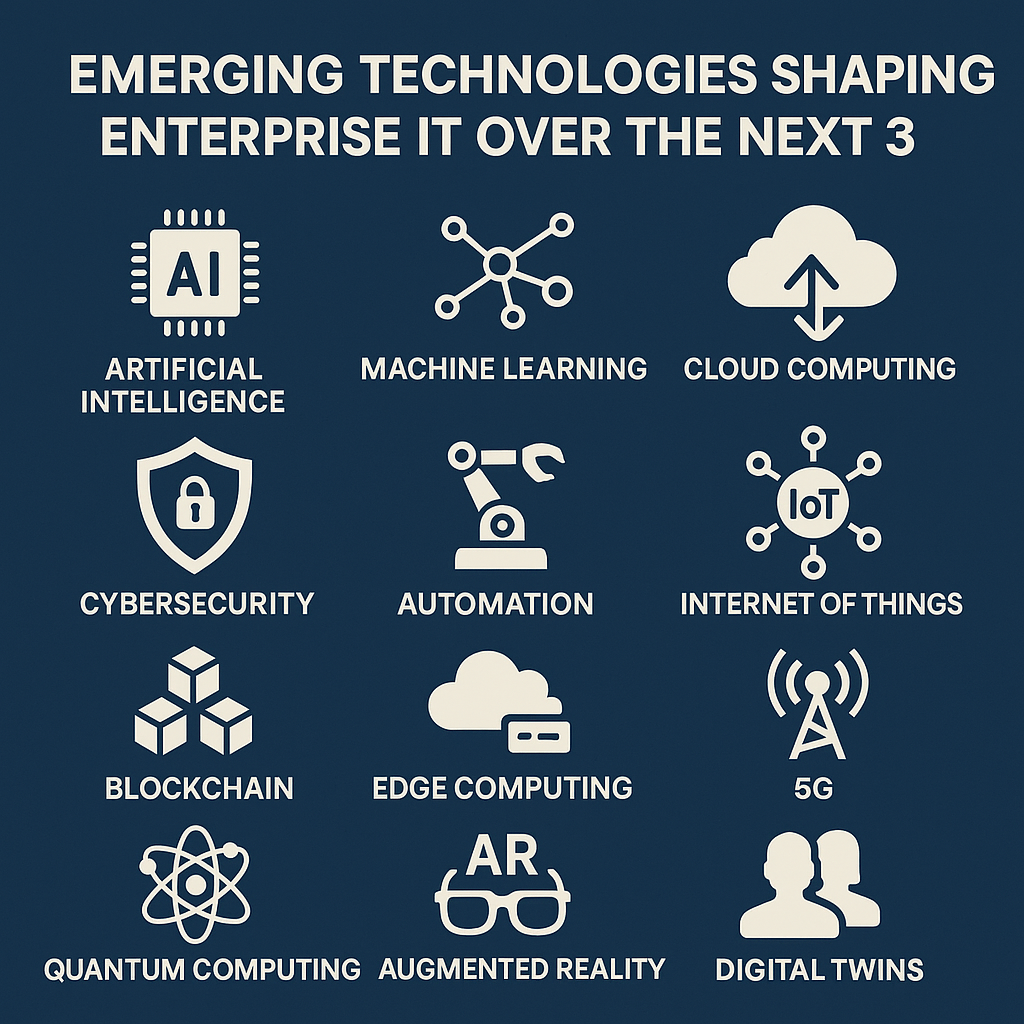 EMERGING TECHNOLOGIES SHAPING
ENTERPRISE IT OVER THE NEXT 3
AI
ARTIFICIAL
INTELLIGENCE
MACHINE LEARNING
CLOUD COMPUTING
CYBERSECURITY
AUTOMATION
IoT
INTERNET OF THINGS
BLOCKCHAIN
EDGE COMPUTING
5G
QUANTUM COMPUTING
AR
AUGMENTED REALITY
DIGITAL TWINS